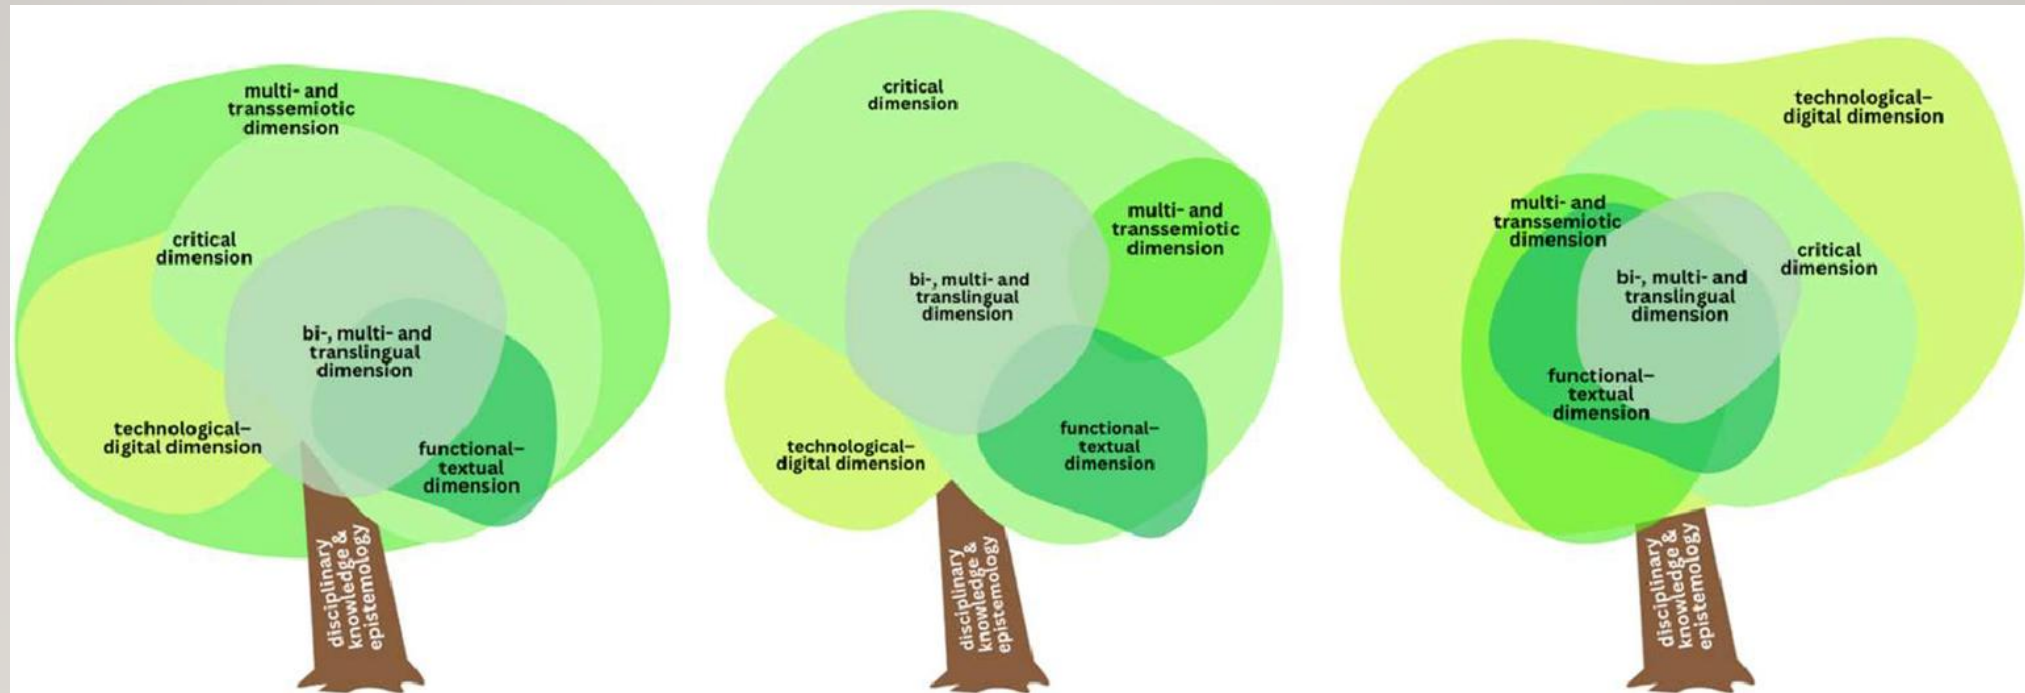 multi- and
transsemiotic
dimension
critical
dimension
bi-, multi- and
translingual
dimension
technological–
digital dimension
functional–
textual
dimension
disciplinary
knowledge &
epistemology
critical
dimension
multi- and
transsemiotic
dimension
bi-, multi- and
translingual
dimension
technological–
digital dimension
functional–
textual
dimension
disciplinary
knowledge &
epistemology
technological–
digital dimension
multi- and
transsemiotic
dimension
critical
dimension
bi-, multi- and
translingual
dimension
functional–
textual
dimension
disciplinary
knowledge &
epistemology